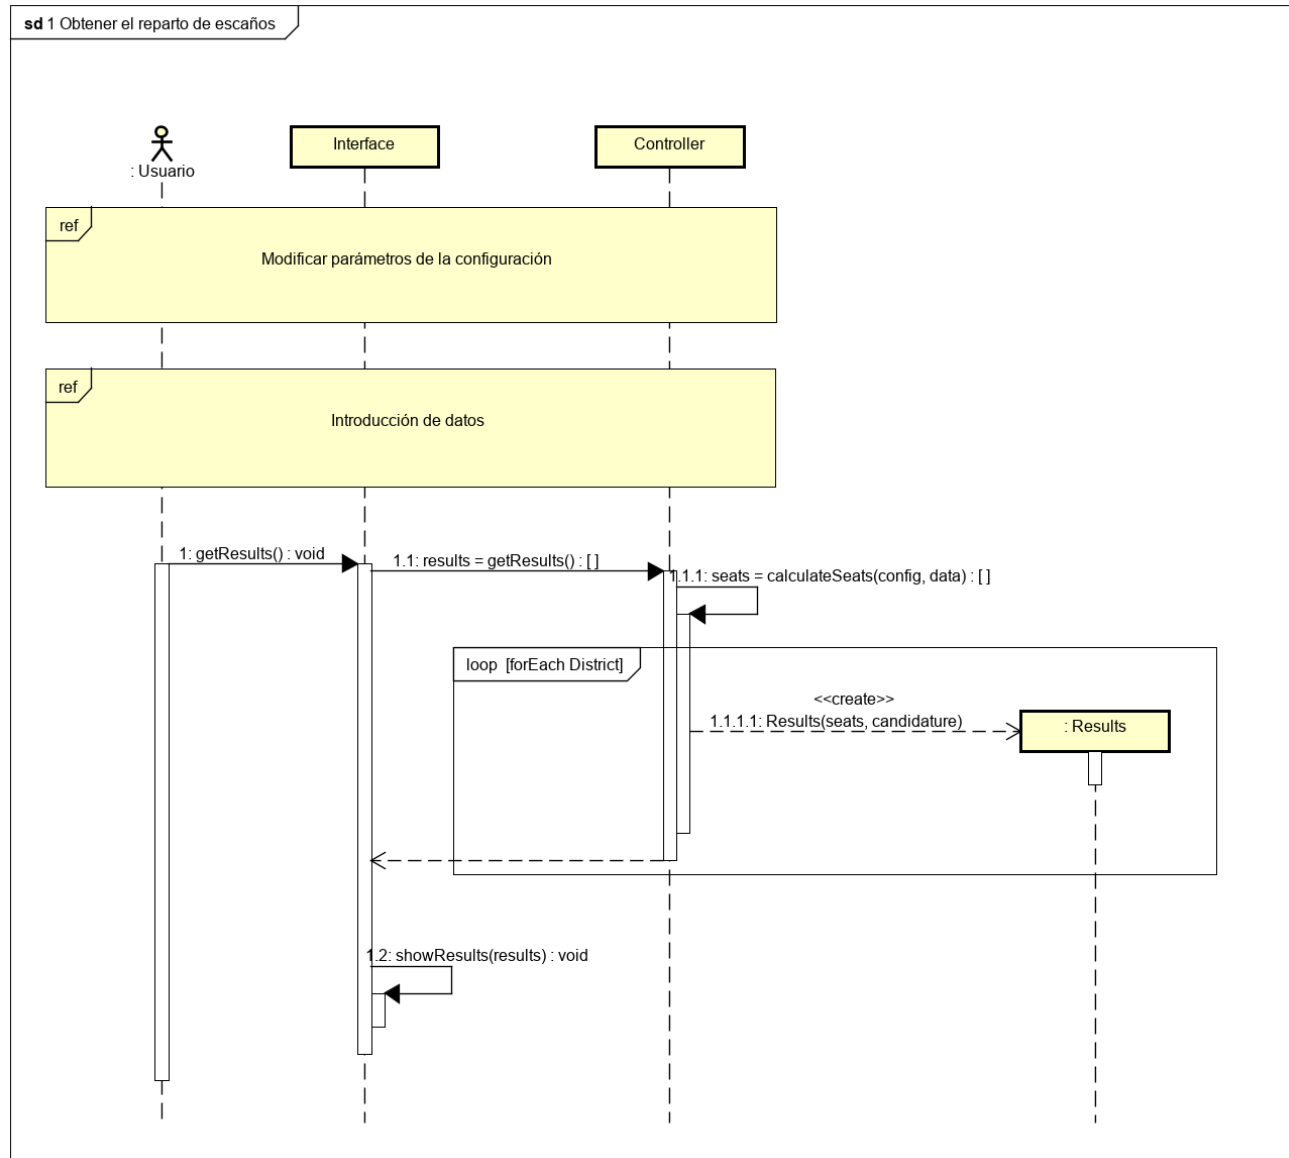 sd 1 Obtener el reparto de escaños
: Usuario
Interface
Controller
ref
Modificar parámetros de la configuración
ref
Introducción de datos
1: getResults() : void
1.1: results = getResults() : [ ]
1.1.1: seats = calculateSeats(config, data) : [ ]
loop [forEach District]
<<create>>
1.1.1.1: Results(seats, candidature)
: Results
1.2: showResults(results) : void